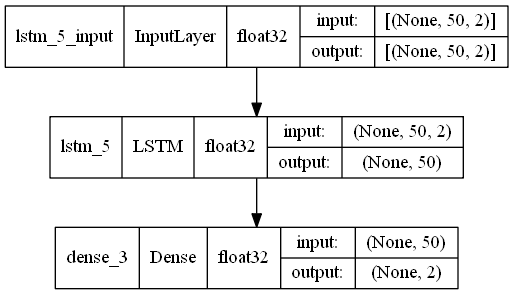 lstm_5_input InputLayer float32 input: [(None, 50, 2)]
output: [(None, 50, 2)]
lstm_5 LSTM float32 input: (None, 50, 2)
output: (None, 50)
dense_3 Dense float32 input: (None, 50)
output: (None, 2)